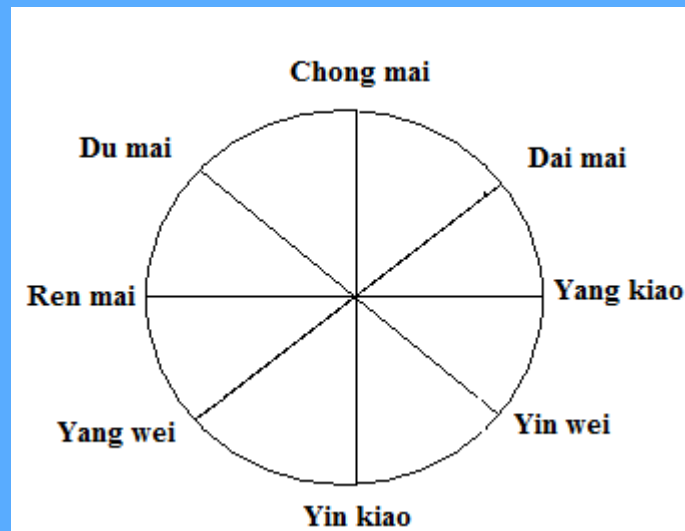 Chong mai
Du mai
Dai mai
Ren mai
Yang kiao
Yang wei
Yin wei
Yin kiao